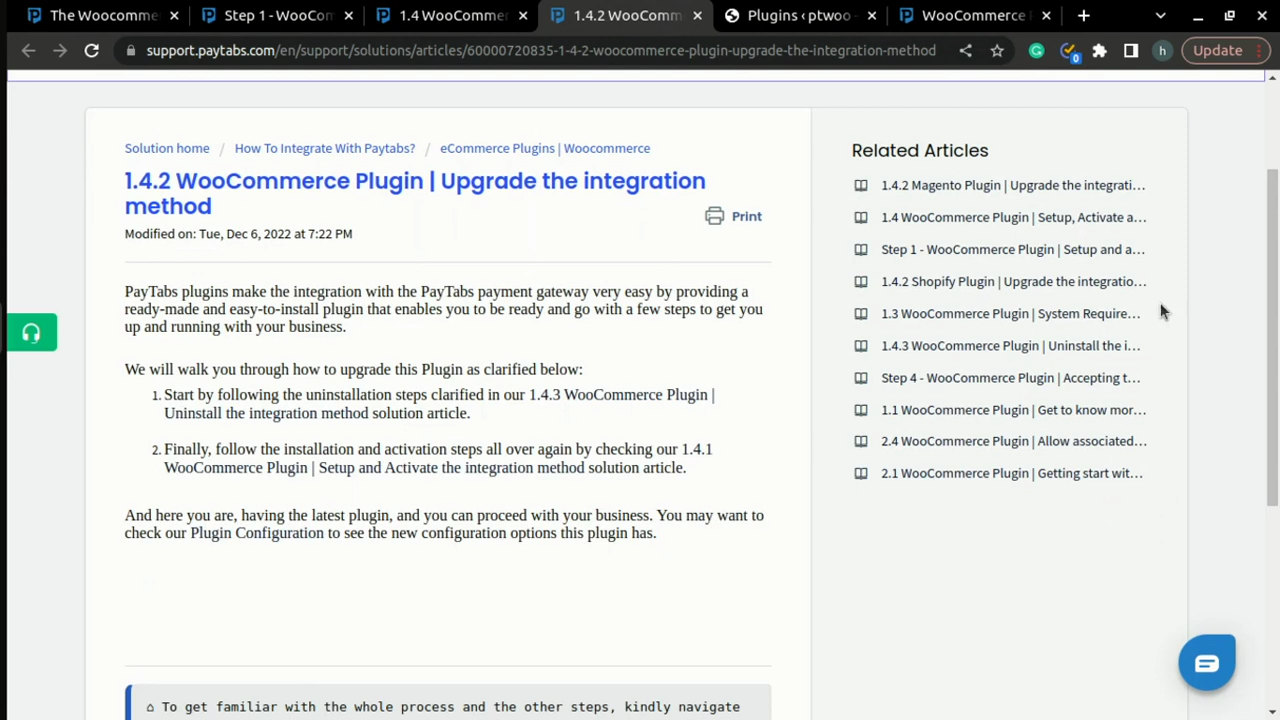 The Woocomme
Step 1 - WooCom
1.4 WooCommer
1.4.2 WooComm
Plugins ‹ ptwoo -
WooCommerce
support.paytabs.com/en/support/solutions/articles/60000720835-1-4-2-woocommerce-plugin-upgrade-the-integration-method
0
h
Update
Solution home / How To Integrate With Paytabs? / eCommerce Plugins | Woocommerce
1.4.2 WooCommerce Plugin | Upgrade the integration
method
Print
Modified on: Tue, Dec 6, 2022 at 7:22 PM
PayTabs plugins make the integration with the PayTabs payment gateway very easy by providing a
ready-made and easy-to-install plugin that enables you to be ready and go with a few steps to get you
up and running with your business.
We will walk you through how to upgrade this Plugin as clarified below:
1. Start by following the uninstallation steps clarified in our 1.4.3 WooCommerce Plugin |
Uninstall the integration method solution article.
2. Finally, follow the installation and activation steps all over again by checking our 1.4.1
WooCommerce Plugin | Setup and Activate the integration method solution article.
And here you are, having the latest plugin, and you can proceed with your business. You may want to
check our Plugin Configuration to see the new configuration options this plugin has.
⌂ To get familiar with the whole process and the other steps, kindly navigate
Related Articles
1.4.2 Magento Plugin | Upgrade the integrati...
1.4 WooCommerce Plugin | Setup, Activate a...
Step 1 - WooCommerce Plugin | Setup and a...
1.4.2 Shopify Plugin | Upgrade the integratio...
1.3 WooCommerce Plugin | System Require...
1.4.3 WooCommerce Plugin | Uninstall the i...
Step 4 - WooCommerce Plugin | Accepting t...
1.1 WooCommerce Plugin | Get to know mor...
2.4 WooCommerce Plugin | Allow associated...
2.1 WooCommerce Plugin | Getting start wit...